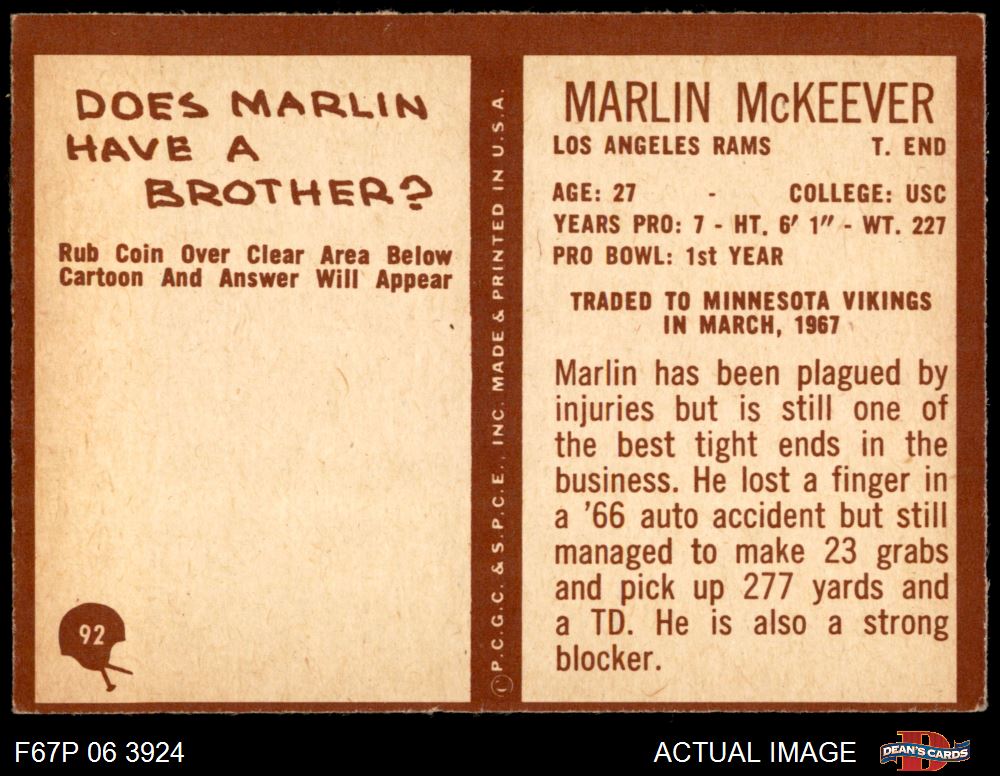 DOES MARLIN
HAVE A
BROTHER?
Rub Coin Over Clear Area Below
Cartoon And Answer Will Appear
92
© P.C.G.C. & S.P.C.E., INC. MADE & PRINTED IN U.S.A.
MARLIN McKEEVER
LOS ANGELES RAMS T. END
AGE: 27 - COLLEGE: USC
YEARS PRO: 7 - HT. 6' 1" - WT. 227
PRO BOWL: 1st YEAR
TRADED TO MINNESOTA VIKINGS
IN MARCH, 1967
Marlin has been plagued by
injuries but is still one of
the best tight ends in the
business. He lost a finger in
a '66 auto accident but still
managed to make 23 grabs
and pick up 277 yards and
a TD. He is also a strong
blocker.
F67P 06 3924
ACTUAL IMAGE
D
DEAN'S CARDS